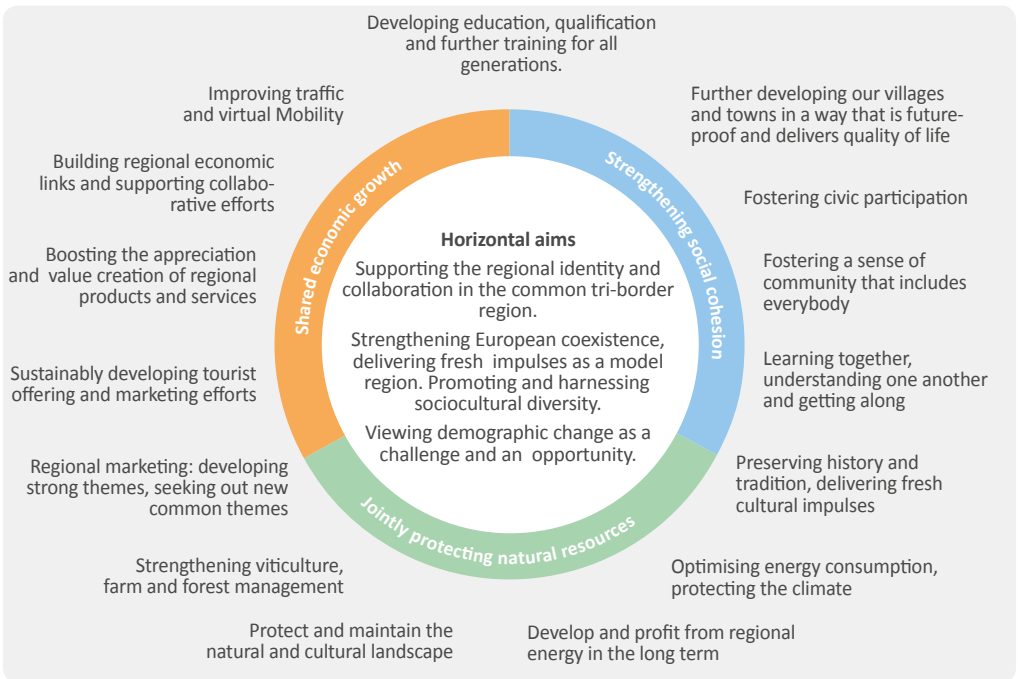 Developing education, qualification
and further training for all
generations.
Improving traffic
and virtual Mobility
Further developing our villages
and towns in a way that is future-
proof and delivers quality of life
Building regional economic
links and supporting collabo-
rative efforts
Fostering civic participation
Boosting the appreciation
and value creation of regional
products and services
Fostering a sense of
community that includes
everybody
Sustainably developing tourist
offering and marketing efforts
Learning together,
understanding one another
and getting along
Regional marketing: developing
strong themes, seeking out new
common themes
Preserving history and
tradition, delivering fresh
cultural impulses
Strengthening viticulture,
farm and forest management
Optimising energy consumption,
protecting the climate
Protect and maintain the
natural and cultural landscape
Develop and profit from regional
energy in the long term
Shared economic growth
Strengthening social cohesion
Jointly protecting natural resources
Horizontal aims
Supporting the regional identity and
collaboration in the common tri-border
region.
Strengthening European coexistence,
delivering fresh impulses as a model
region. Promoting and harnessing
sociocultural diversity.
Viewing demographic change as a
challenge and an opportunity.